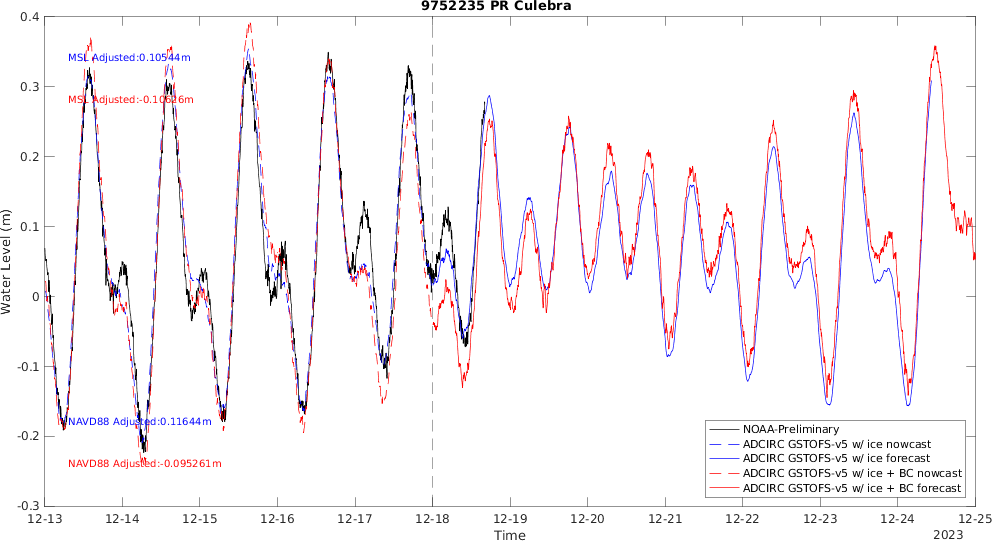 9752235 PR Culebra
0.4
0.3
0.2
0.1
0
-0.1
-0.2
-0.3
Water Level (m)
MSL Adjusted:0.10544m
MSL Adjusted:-0.10626m
NAVD88 Adjusted:0.11644m
NAVD88 Adjusted:-0.095261m
NOAA-Preliminary
ADCIRC GSTOFS-v5 w/ ice nowcast
ADCIRC GSTOFS-v5 w/ ice forecast
ADCIRC GSTOFS-v5 w/ ice + BC nowcast
ADCIRC GSTOFS-v5 w/ ice + BC forecast
12-13 12-14 12-15 12-16 12-17 12-18 12-19 12-20 12-21 12-22 12-23 12-24 12-25
Time
2023